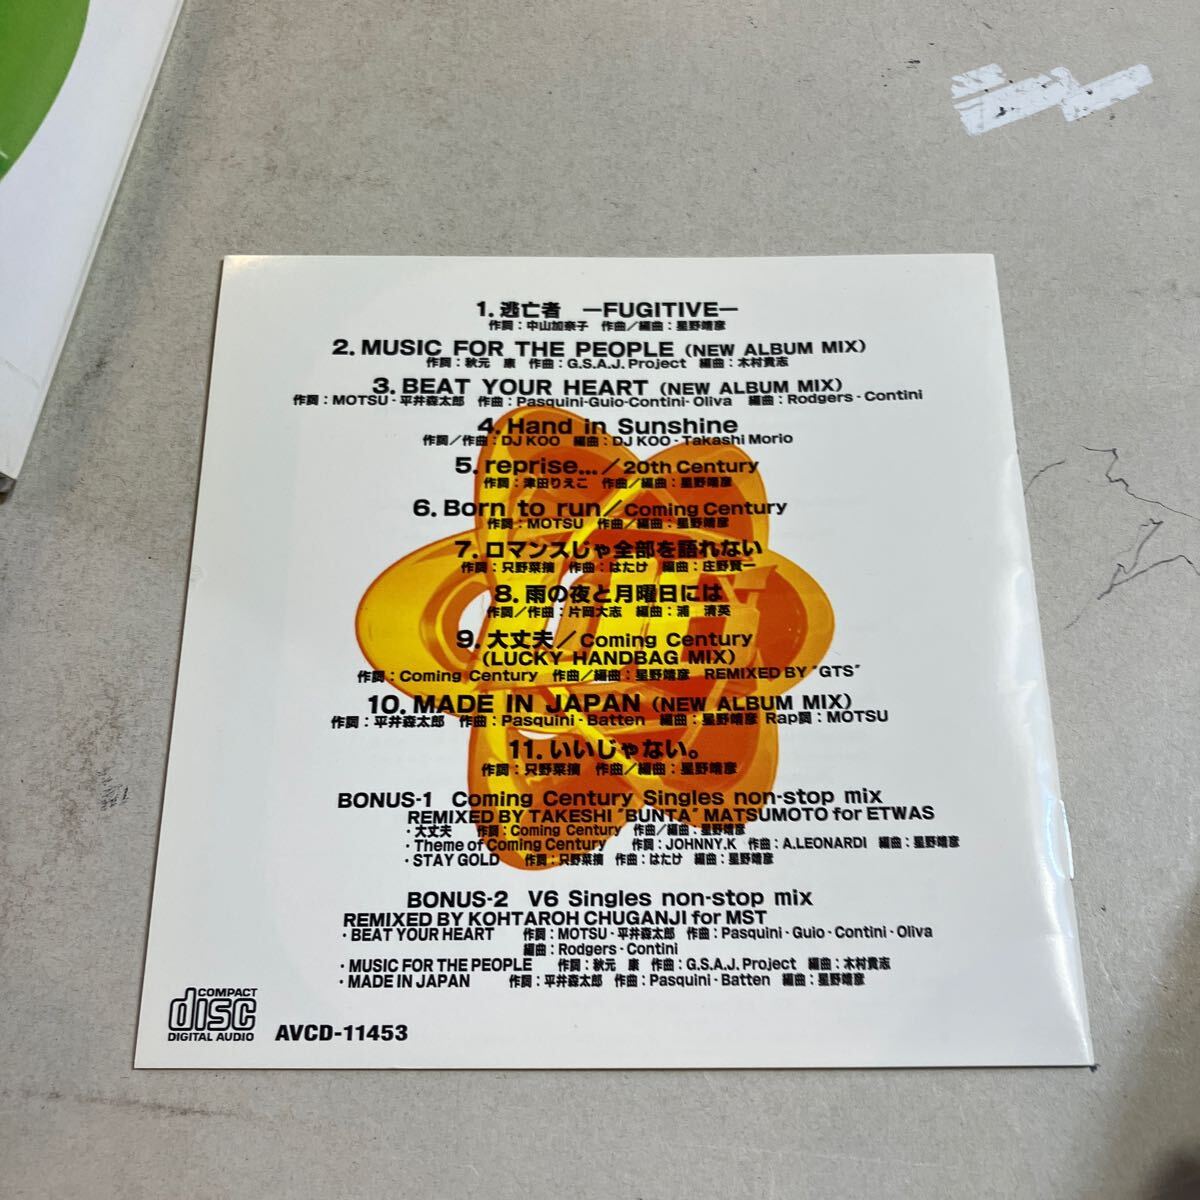 1. 逃亡者 —FUGITIVE—
作詞：中山加奈子 作曲／編曲：星野靖彦
2. MUSIC FOR THE PEOPLE (NEW ALBUM MIX)
作詞：秋元 康 作曲：G.S.A.J. Project 編曲：木村貴志
3. BEAT YOUR HEART (NEW ALBUM MIX)
作詞：MOTSU・平井森太郎 作曲：Pasquini-Guio-Contini-Oliva 編曲：Rodgers-Contini
4. Hand in Sunshine
作詞／作曲：DJ KOO 編曲：DJ KOO・Takashi Morio
5. reprise...／20th Century
作詞：津田りえこ 作曲／編曲：星野靖彦
6. Born to run／Coming Century
作詞：MOTSU 作曲／編曲：星野靖彦
7. ロマンスじゃ全部を語れない
作詞：只野菜摘 作曲：はたけ 編曲：庄野賢一
8. 雨の夜と月曜日には
作詞／作曲：片岡大志 編曲：浦 清英
9. 大丈夫／Coming Century
(LUCKY HANDBAG MIX)
作詞：Coming Century 作曲／編曲：星野靖彦 REMIXED BY "GTS"
10. MADE IN JAPAN (NEW ALBUM MIX)
作詞：平井森太郎 作曲：Pasquini-Batten 編曲：星野靖彦 Rap詞：MOTSU
11. いいじゃない。
作詞：只野菜摘 作曲／編曲：星野靖彦
BONUS-1 Coming Century Singles non-stop mix
REMIXED BY TAKESHI "BUNTA" MATSUMOTO for ETWAS
・大丈夫 作詞：Coming Century 作曲／編曲：星野靖彦
・Theme of Coming Century 作詞：JOHNNY.K 作曲：A.LEONARDI 編曲：星野靖彦
・STAY GOLD 作詞：只野菜摘 作曲：はたけ 編曲：星野靖彦
BONUS-2 V6 Singles non-stop mix
REMIXED BY KOHTAROH CHUGANJI for MST
・BEAT YOUR HEART 作詞：MOTSU・平井森太郎 作曲：Pasquini-Guio-Contini-Oliva
編曲：Rodgers-Contini
・MUSIC FOR THE PEOPLE 作詞：秋元 康 作曲：G.S.A.J. Project 編曲：木村貴志
・MADE IN JAPAN 作詞：平井森太郎 作曲：Pasquini-Batten 編曲：星野靖彦
COMPACT
disc
DIGITAL AUDIO
AVCD-11453